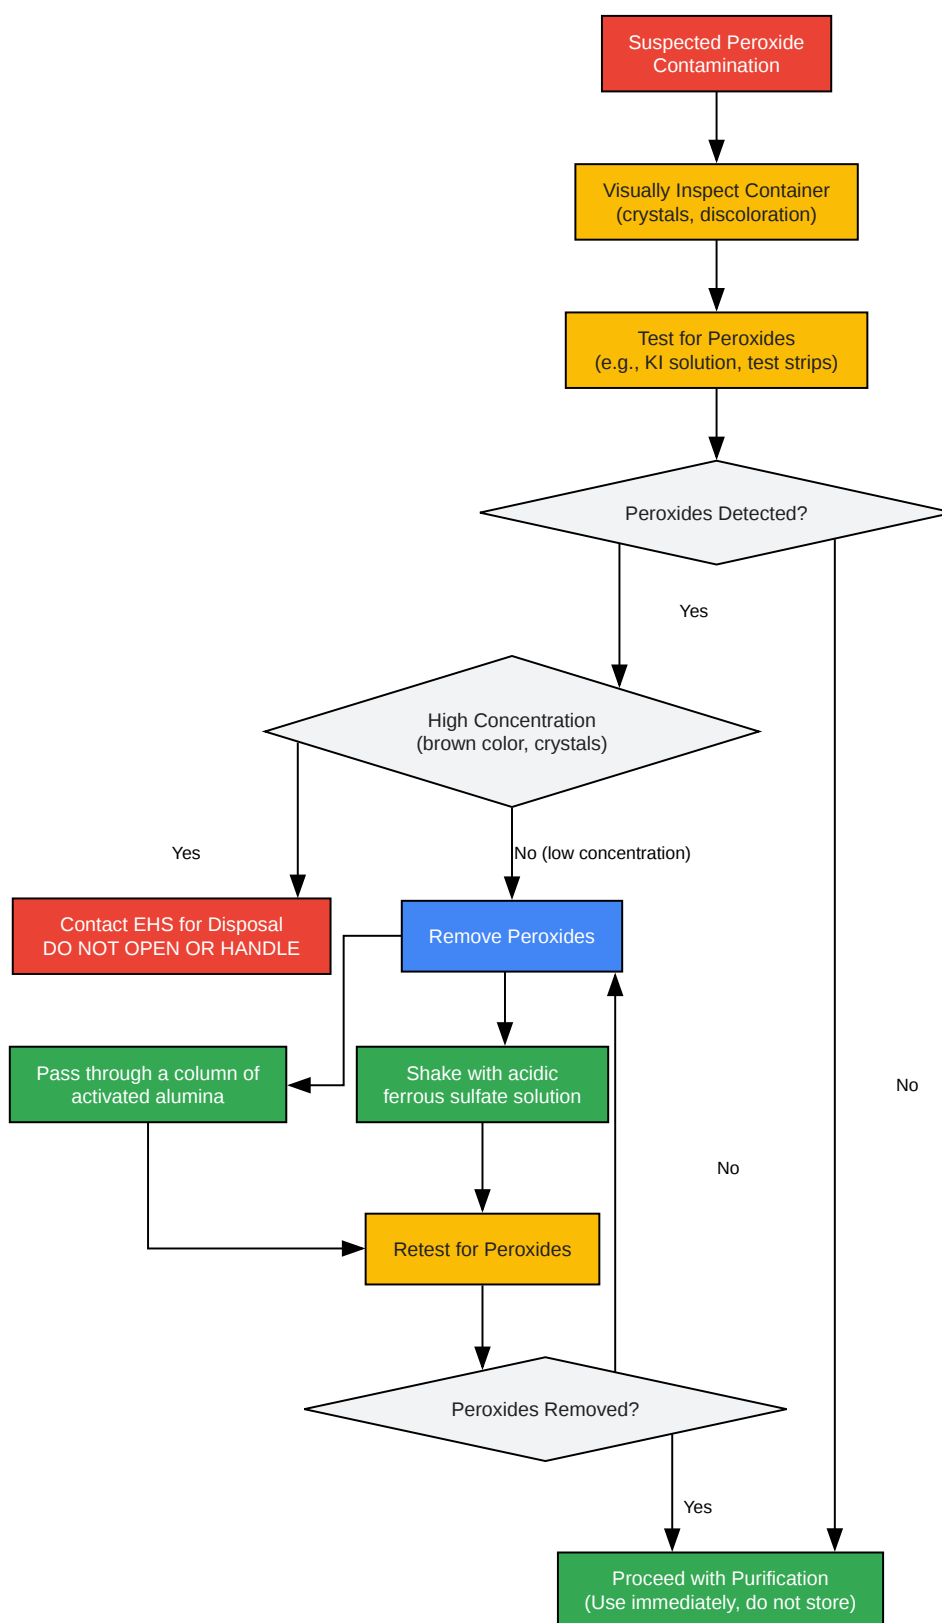 Suspected Peroxide
Contamination
Visually Inspect Container
(crystals, discoloration)
Test for Peroxides
(e.g., KI solution, test strips)
Peroxides Detected?
Yes
High Concentration
(brown color, crystals)
Yes
No (low concentration)
Contact EHS for Disposal
DO NOT OPEN OR HANDLE
Remove Peroxides
Pass through a column of
activated alumina
Shake with acidic
ferrous sulfate solution
No
No
Retest for Peroxides
Peroxides Removed?
Yes
Proceed with Purification
(Use immediately, do not store)